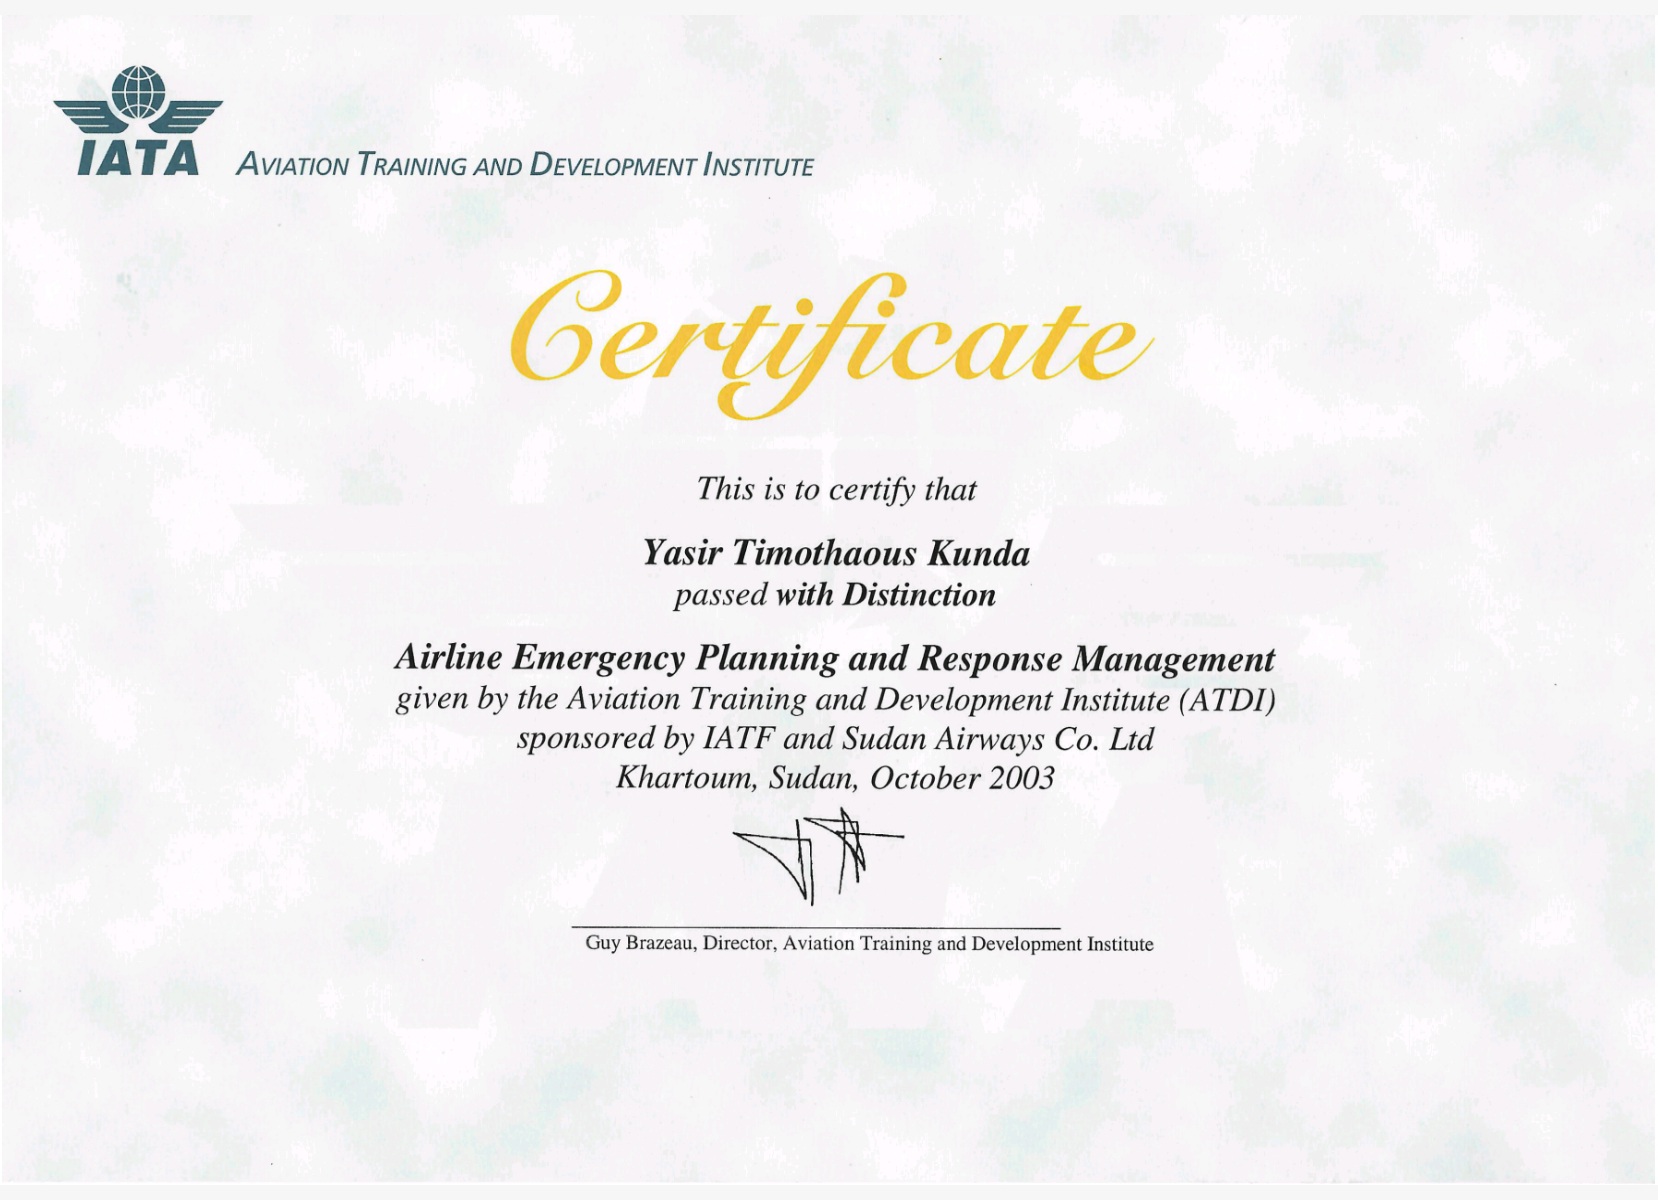 IATA
AVIATION TRAINING AND DEVELOPMENT INSTITUTE
Certificate
This is to certify that
Yasir Timothaous Kunda
passed with Distinction
Airline Emergency Planning and Response Management
given by the Aviation Training and Development Institute (ATDI)
sponsored by IATF and Sudan Airways Co. Ltd
Khartoum, Sudan, October 2003
Guy Brazeau, Director, Aviation Training and Development Institute